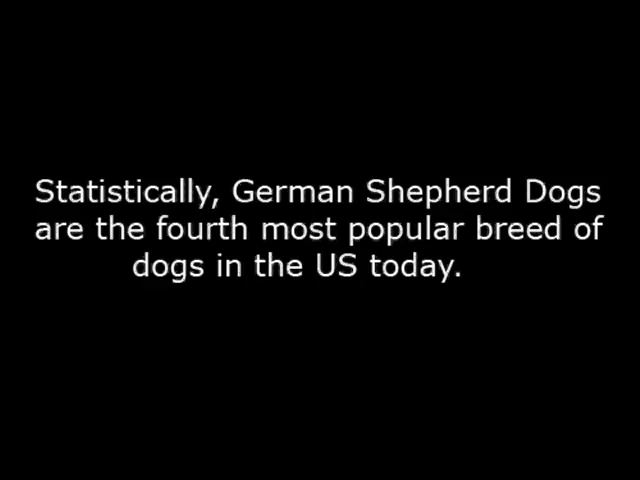 Statistically, German Shepherd Dogs
are the fourth most popular breed of
dogs in the US today.